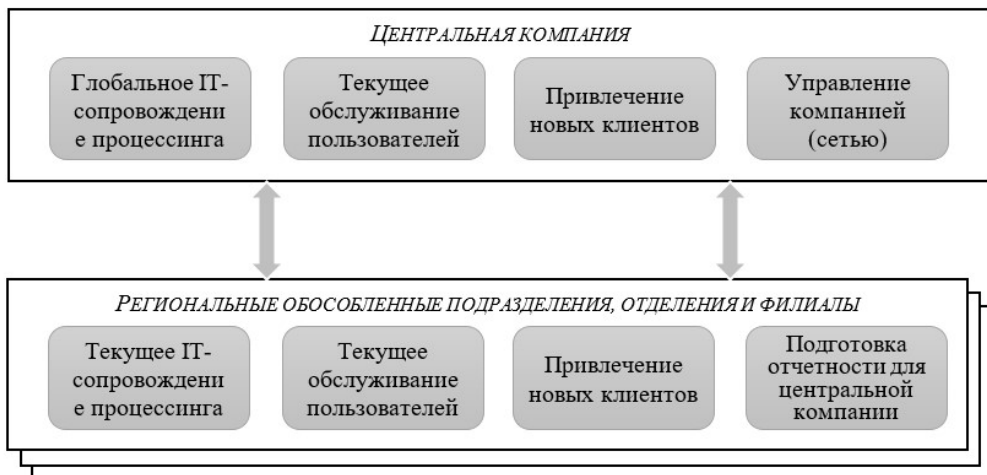 ЦЕНТРАЛЬНАЯ КОМПАНИЯ
Глобальное IT-
сопровождени
е процессинга
Текущее
обслуживание
пользователей
Привлечение
новых клиентов
Управление
компанией
(сетью)
РЕГИОНАЛЬНЫЕ ОБОСОБЛЕННЫЕ ПОДРАЗДЕЛЕНИЯ, ОТДЕЛЕНИЯ И ФИЛИАЛЫ
Текущее IT-
сопровождени
е процессинга
Текущее
обслуживание
пользователей
Привлечение
новых клиентов
Подготовка
отчетности для
центральной
компании